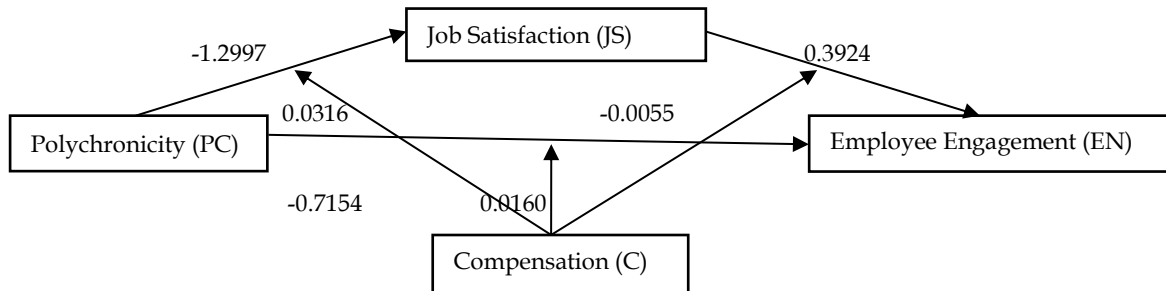 Job Satisfaction (JS)
-1.2997
0.3924
0.0316
-0.0055
Polychronicity (PC)
Employee Engagement (EN)
-0.7154
0.0160
Compensation (C)